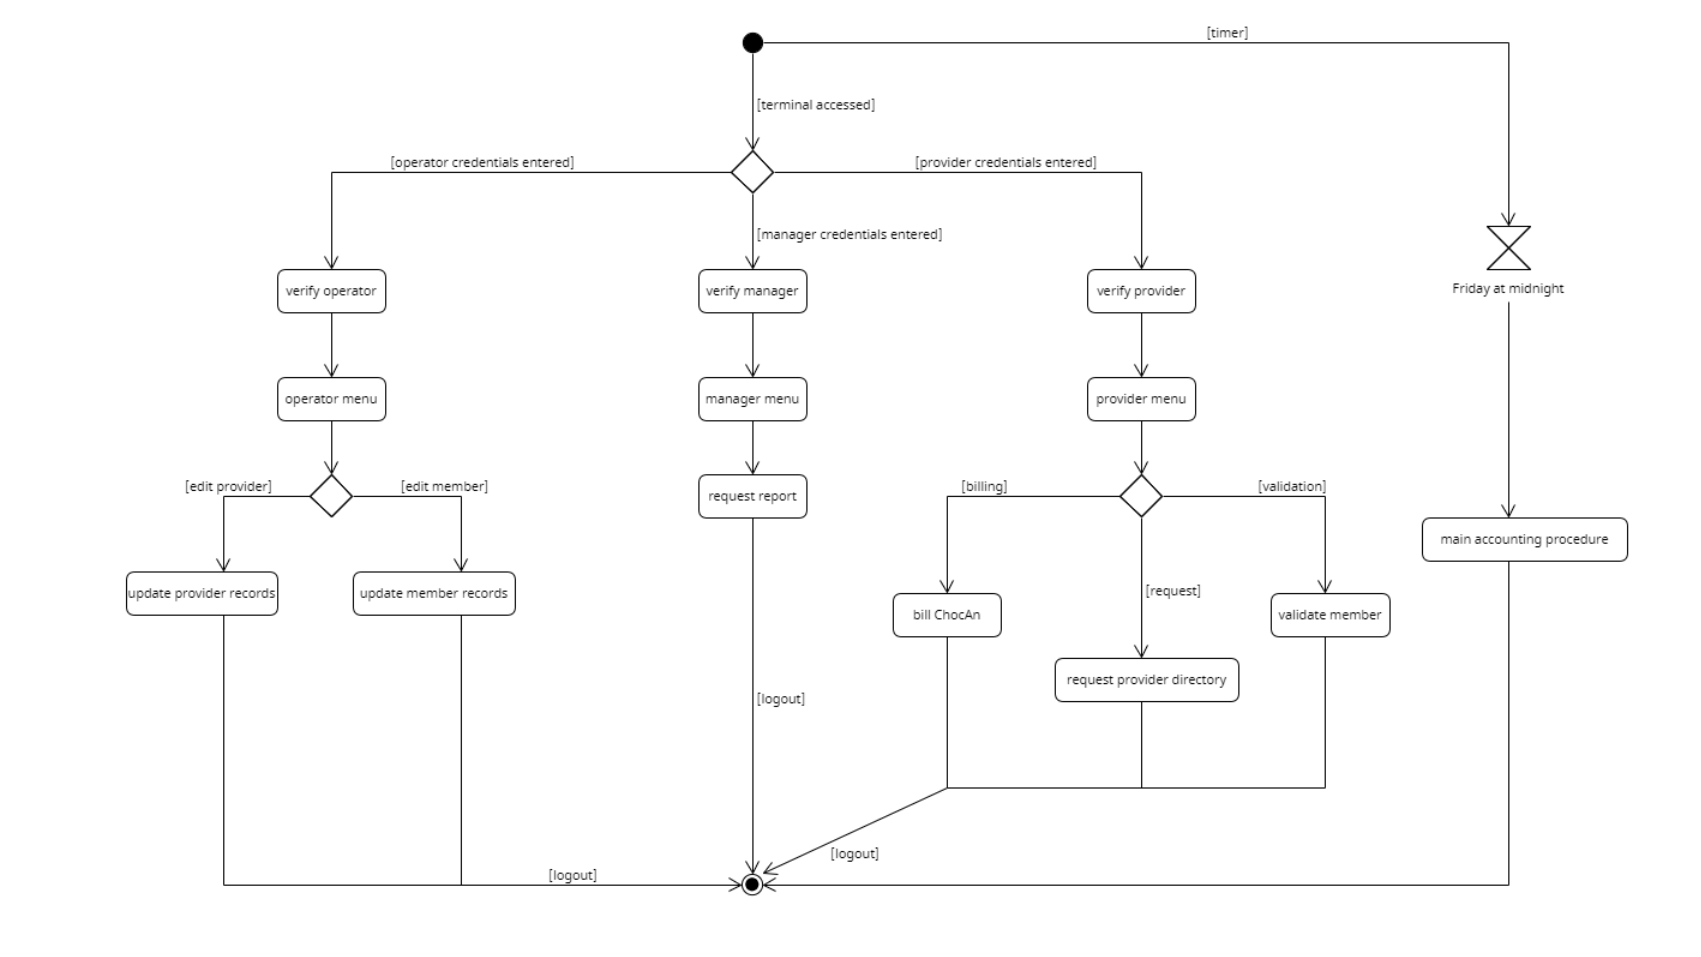 [timer]
[terminal accessed]
[operator credentials entered]
[provider credentials entered]
[manager credentials entered]
verify operator
verify manager
verify provider
Friday at midnight
operator menu
manager menu
provider menu
[edit provider]
[edit member]
request report
[billing]
[validation]
main accounting procedure
update provider records
update member records
[request]
bill ChocAn
validate member
request provider directory
[logout]
[logout]
[logout]